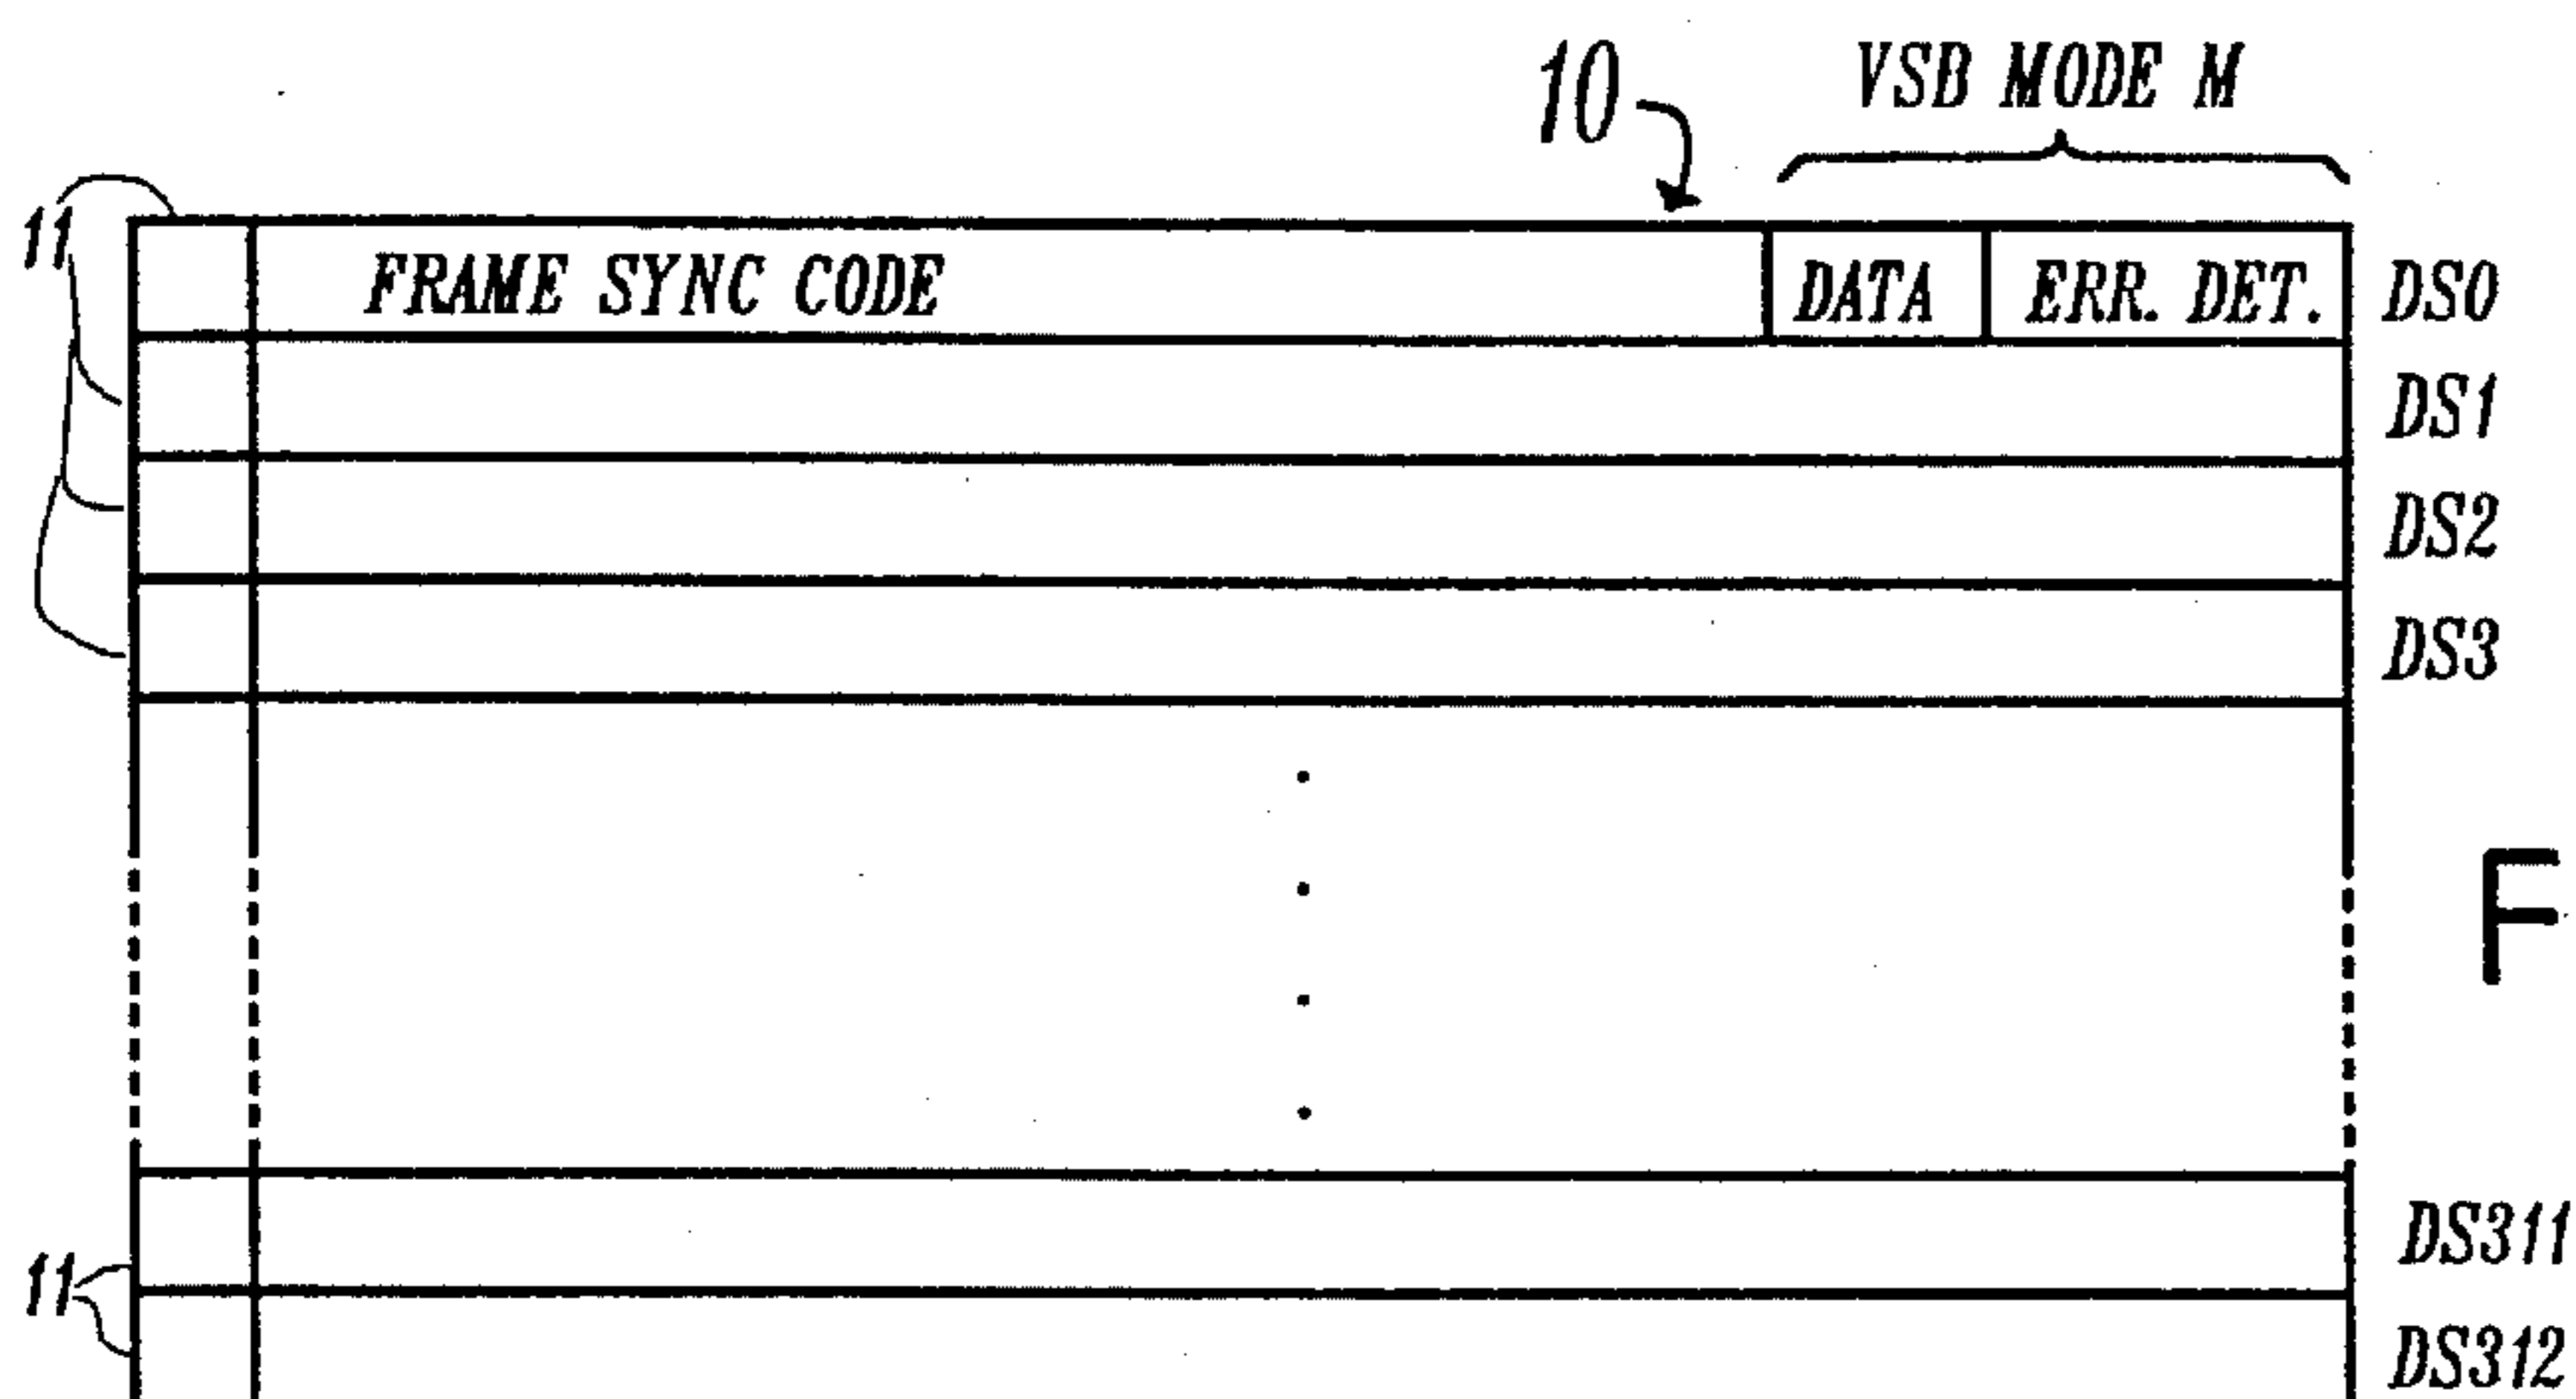 10 VSB MODE M
11
FRAME SYNC CODE DATA ERR. DET. DS0
DS1
DS2
DS3
F
DS311
11
DS312